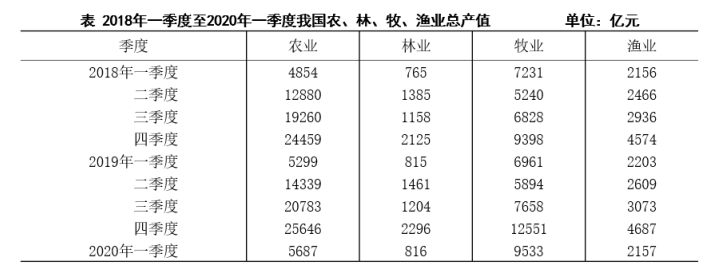 表 2018年一季度至2020年一季度我国农、林、牧、渔业总产值 单位：亿元
季度 农业 林业 牧业 渔业
2018年一季度 4854 765 7231 2156
二季度 12880 1385 5240 2466
三季度 19260 1158 6828 2936
四季度 24459 2125 9398 4574
2019年一季度 5299 815 6961 2203
二季度 14339 1461 5894 2609
三季度 20783 1204 7658 3073
四季度 25646 2296 12551 4687
2020年一季度 5687 816 9533 2157